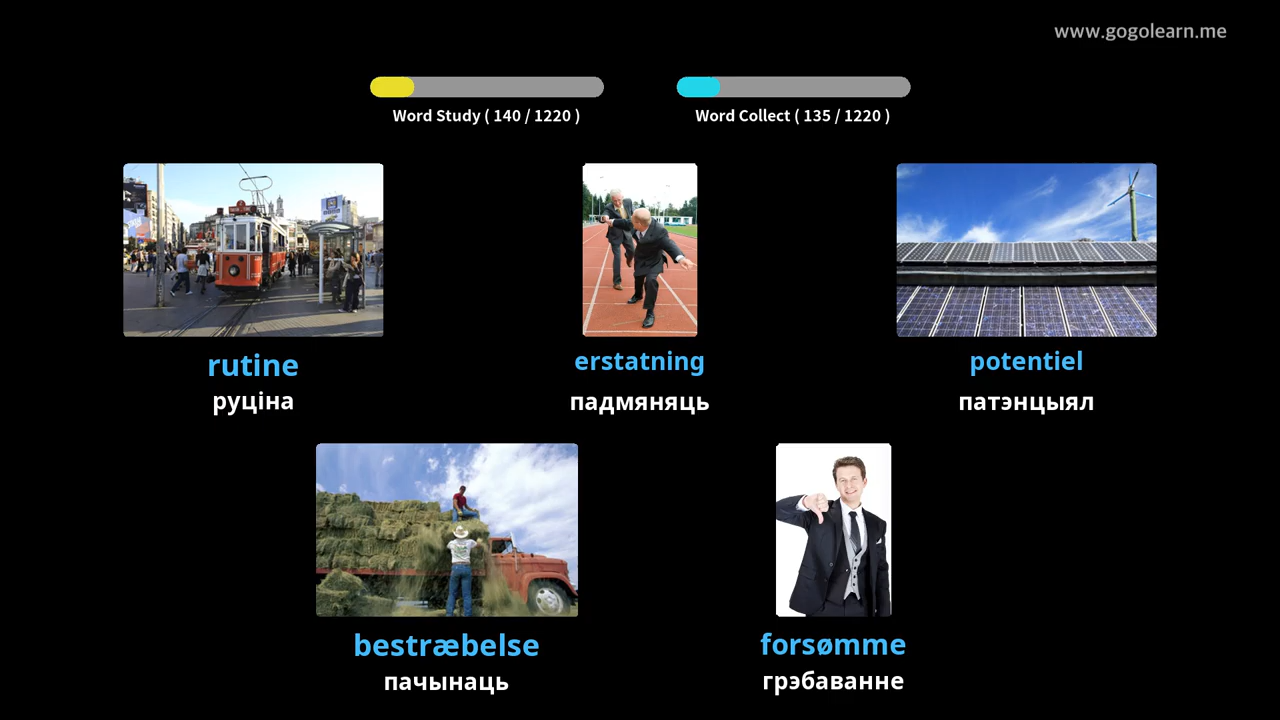 www.gogolearn.me
Word Study ( 140 / 1220 )
Word Collect ( 135 / 1220 )
rutine
руціна
erstatning
падмяняць
potentiel
патэнцыял
bestræbelse
пачынаць
forsømme
грэбаванне